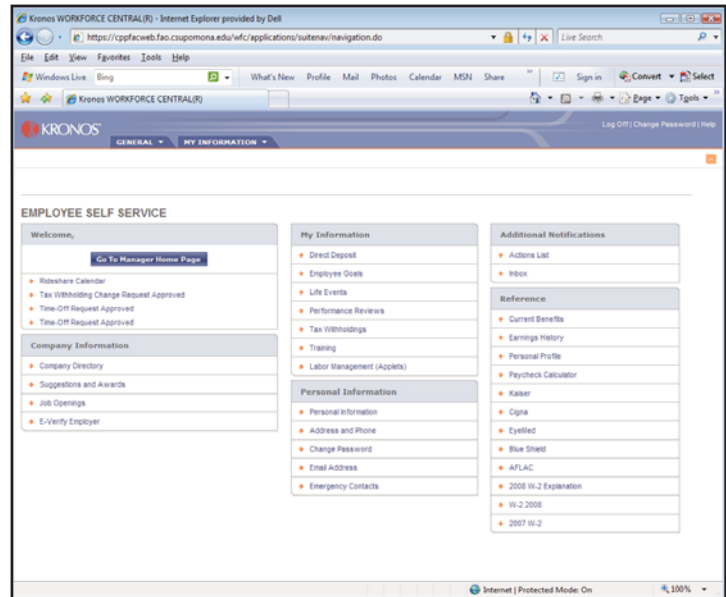 Kronos WORKFORCE CENTRAL(R) - Internet Explorer provided by Dell
https://cppfacweb.fao.csupomona.edu/wfc/applications/suitenav/navigation.do
Live Search
File Edit View Favorites Tools Help
Windows Live Bing What's New Profile Mail Photos Calendar MSN Share " Sign in Convert Select
Kronos WORKFORCE CENTRAL(R) Page Tools "
KRONOS
Log Off | Change Password | Help
GENERAL MY INFORMATION
EMPLOYEE SELF SERVICE
Welcome,
Go To Manager Home Page
Rideshare Calendar
Tax Withholding Change Request Approved
Time-Off Request Approved
Time-Off Request Approved
Company Information
Company Directory
Suggestions and Awards
Job Openings
E-Verify Employer
My Information
Direct Deposit
Employee Goals
Life Events
Performance Reviews
Tax Withholdings
Training
Labor Management (Applets)
Personal Information
Personal Information
Address and Phone
Change Password
Email Address
Emergency Contacts
Additional Notifications
Actions List
Inbox
Reference
Current Benefits
Earnings History
Personal Profile
Paycheck Calculator
Kaiser
Cigna
EyeMed
Blue Shield
AFLAC
2008 W-2 Explanation
W-2 2008
2007 W-2
Internet | Protected Mode: On 100%